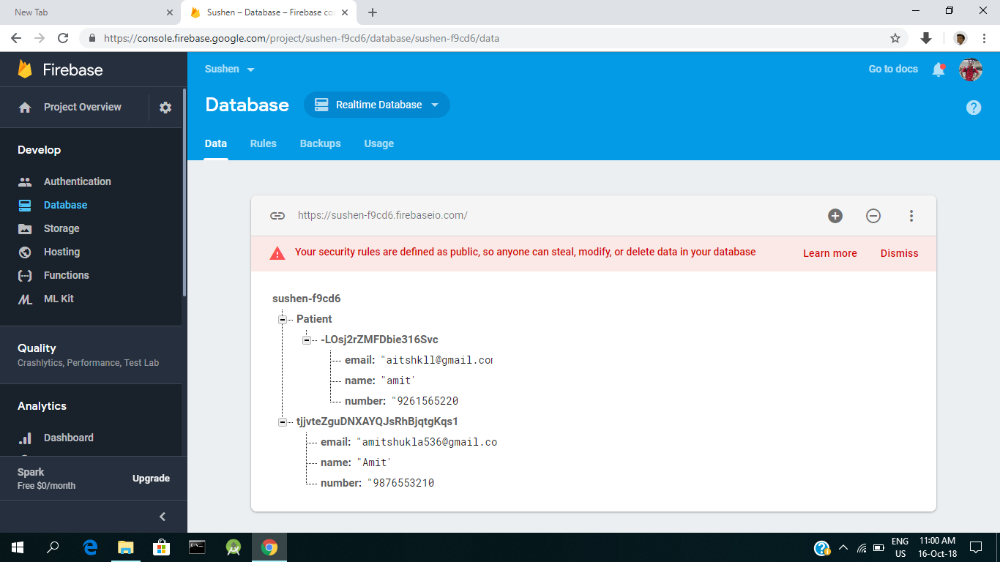 New Tab
Sushen – Database – Firebase co
https://console.firebase.google.com/project/sushen-f9cd6/database/sushen-f9cd6/data
Firebase
Sushen
Go to docs
Project Overview
Database
Realtime Database
Data Rules Backups Usage
Develop
Authentication
Database
Storage
Hosting
Functions
ML Kit
Quality
Crashlytics, Performance, Test Lab
Analytics
Dashboard
Spark
Free $0/month
Upgrade
https://sushen-f9cd6.firebaseio.com/
Your security rules are defined as public, so anyone can steal, modify, or delete data in your database
Learn more
Dismiss
sushen-f9cd6
Patient
-LOsj2rZMFDbie316Svc
email: "aitshkll@gmail.com
name: "amit"
number: "9261565220
tjjvteZguDNXAYQJsRhBjqtgKqs1
email: "amitshukla536@gmail.co
name: "Amit"
number: "9876553210
ENG
US
11:00 AM
16-Oct-18